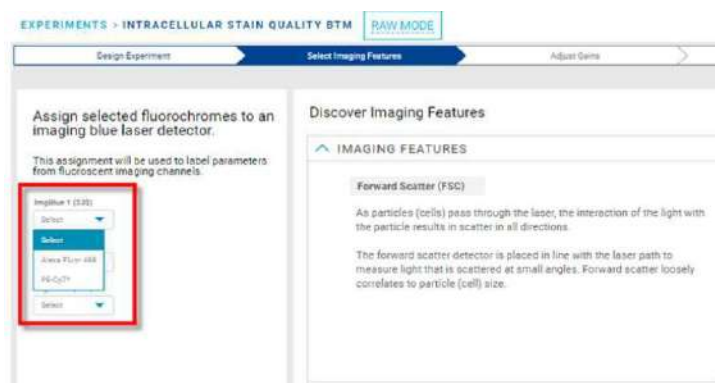 EXPERIMENTS > INTRACELLULAR STAIN QUALITY BTM RAW MODE
Design Experiment
Select Imaging Features
Adjust Gains
Assign selected fluorochromes to an
imaging blue laser detector.
This assignment will be used to label parameters
from fluoroscent imaging channels.
Select
Select
Alexa Fluor 488
PE-Cy7
Select
Discover Imaging Features
IMAGING FEATURES
Forward Scatter (FSC)
As particles (cells) pass through the laser, the interaction of the light with
the particle results in scatter in all directions.
The forward scatter detector is placed in line with the laser path to
measure light that is scattered at small angles. Forward scatter loosely
correlates to particle (cell) size.